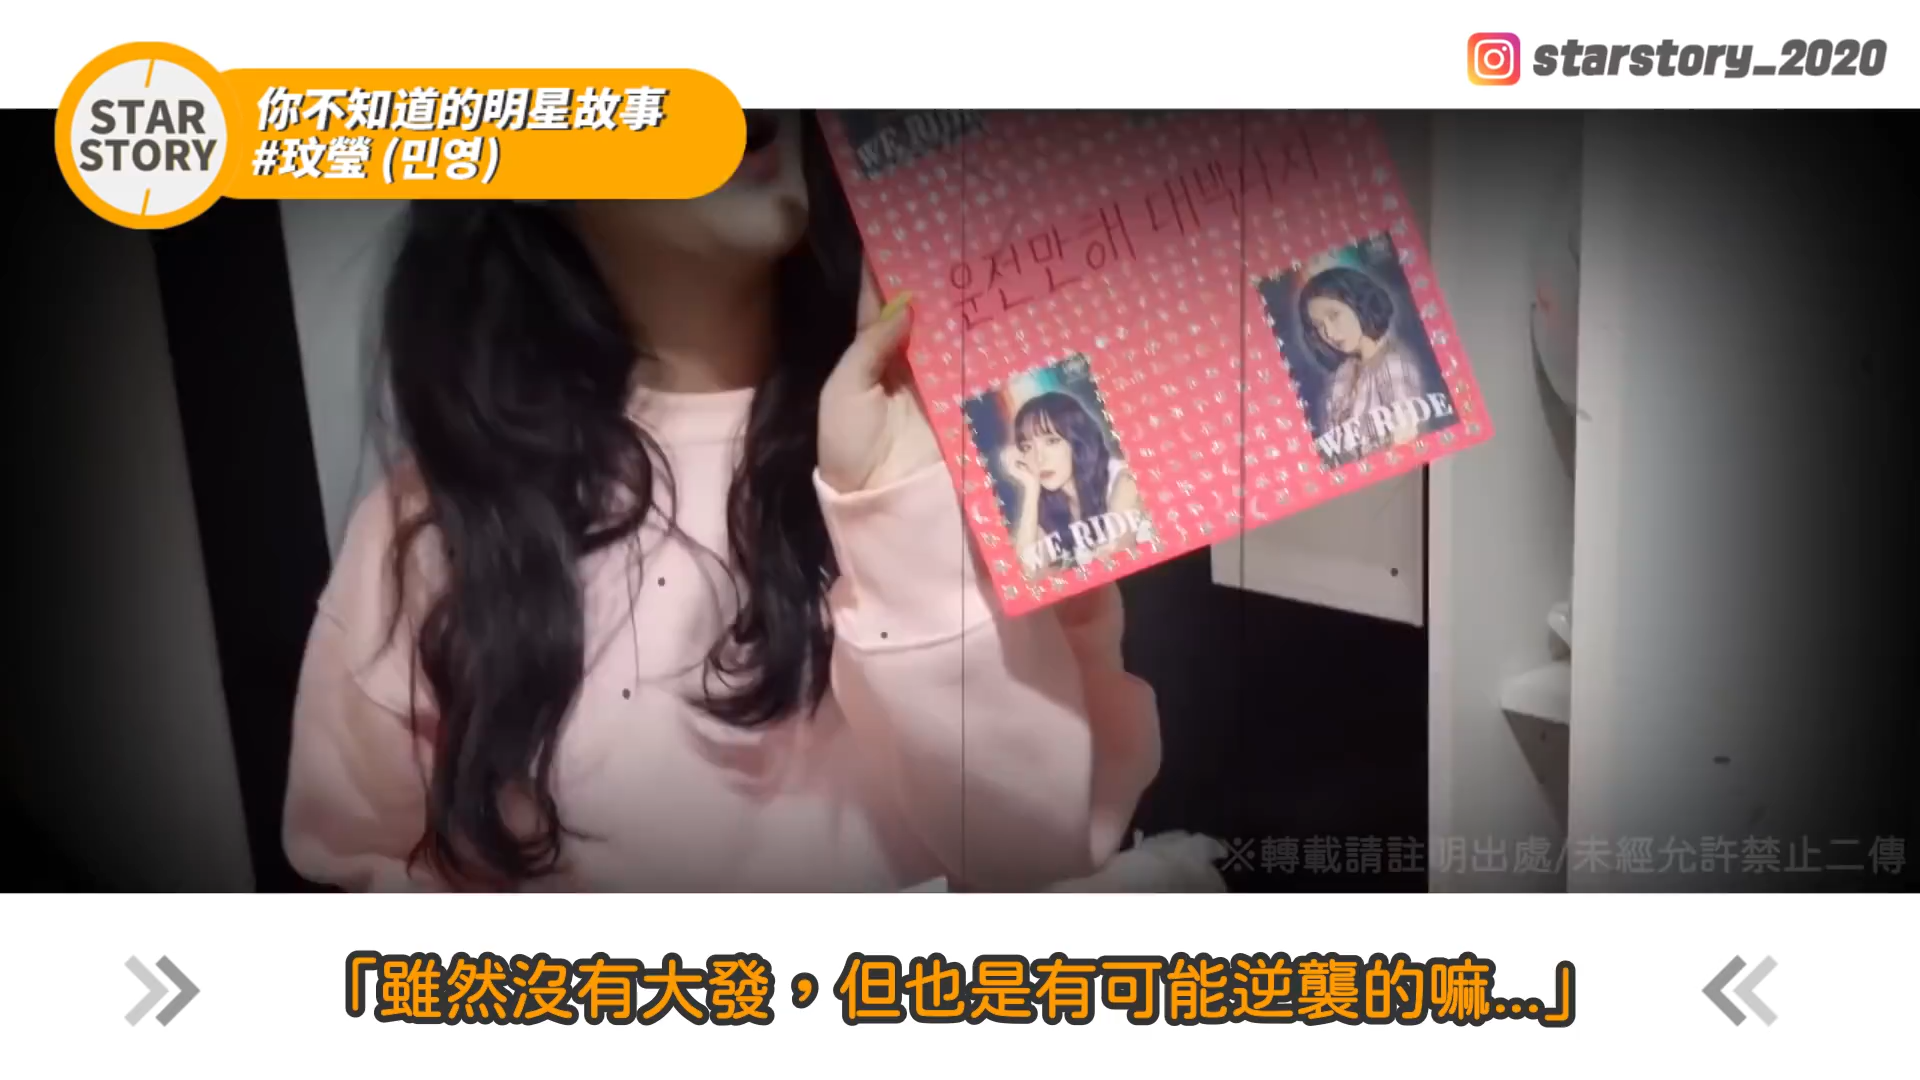 STAR
STORY
你不知道的明星故事
#玟瑩 (민영)
starstory_2020
WE RIDE
운전만해 대박나자
WE RIDE
WE RIDE
※轉載請註明出處/未經允許禁止二傳
「雖然沒有大發，但也是有可能逆襲的嘛...」